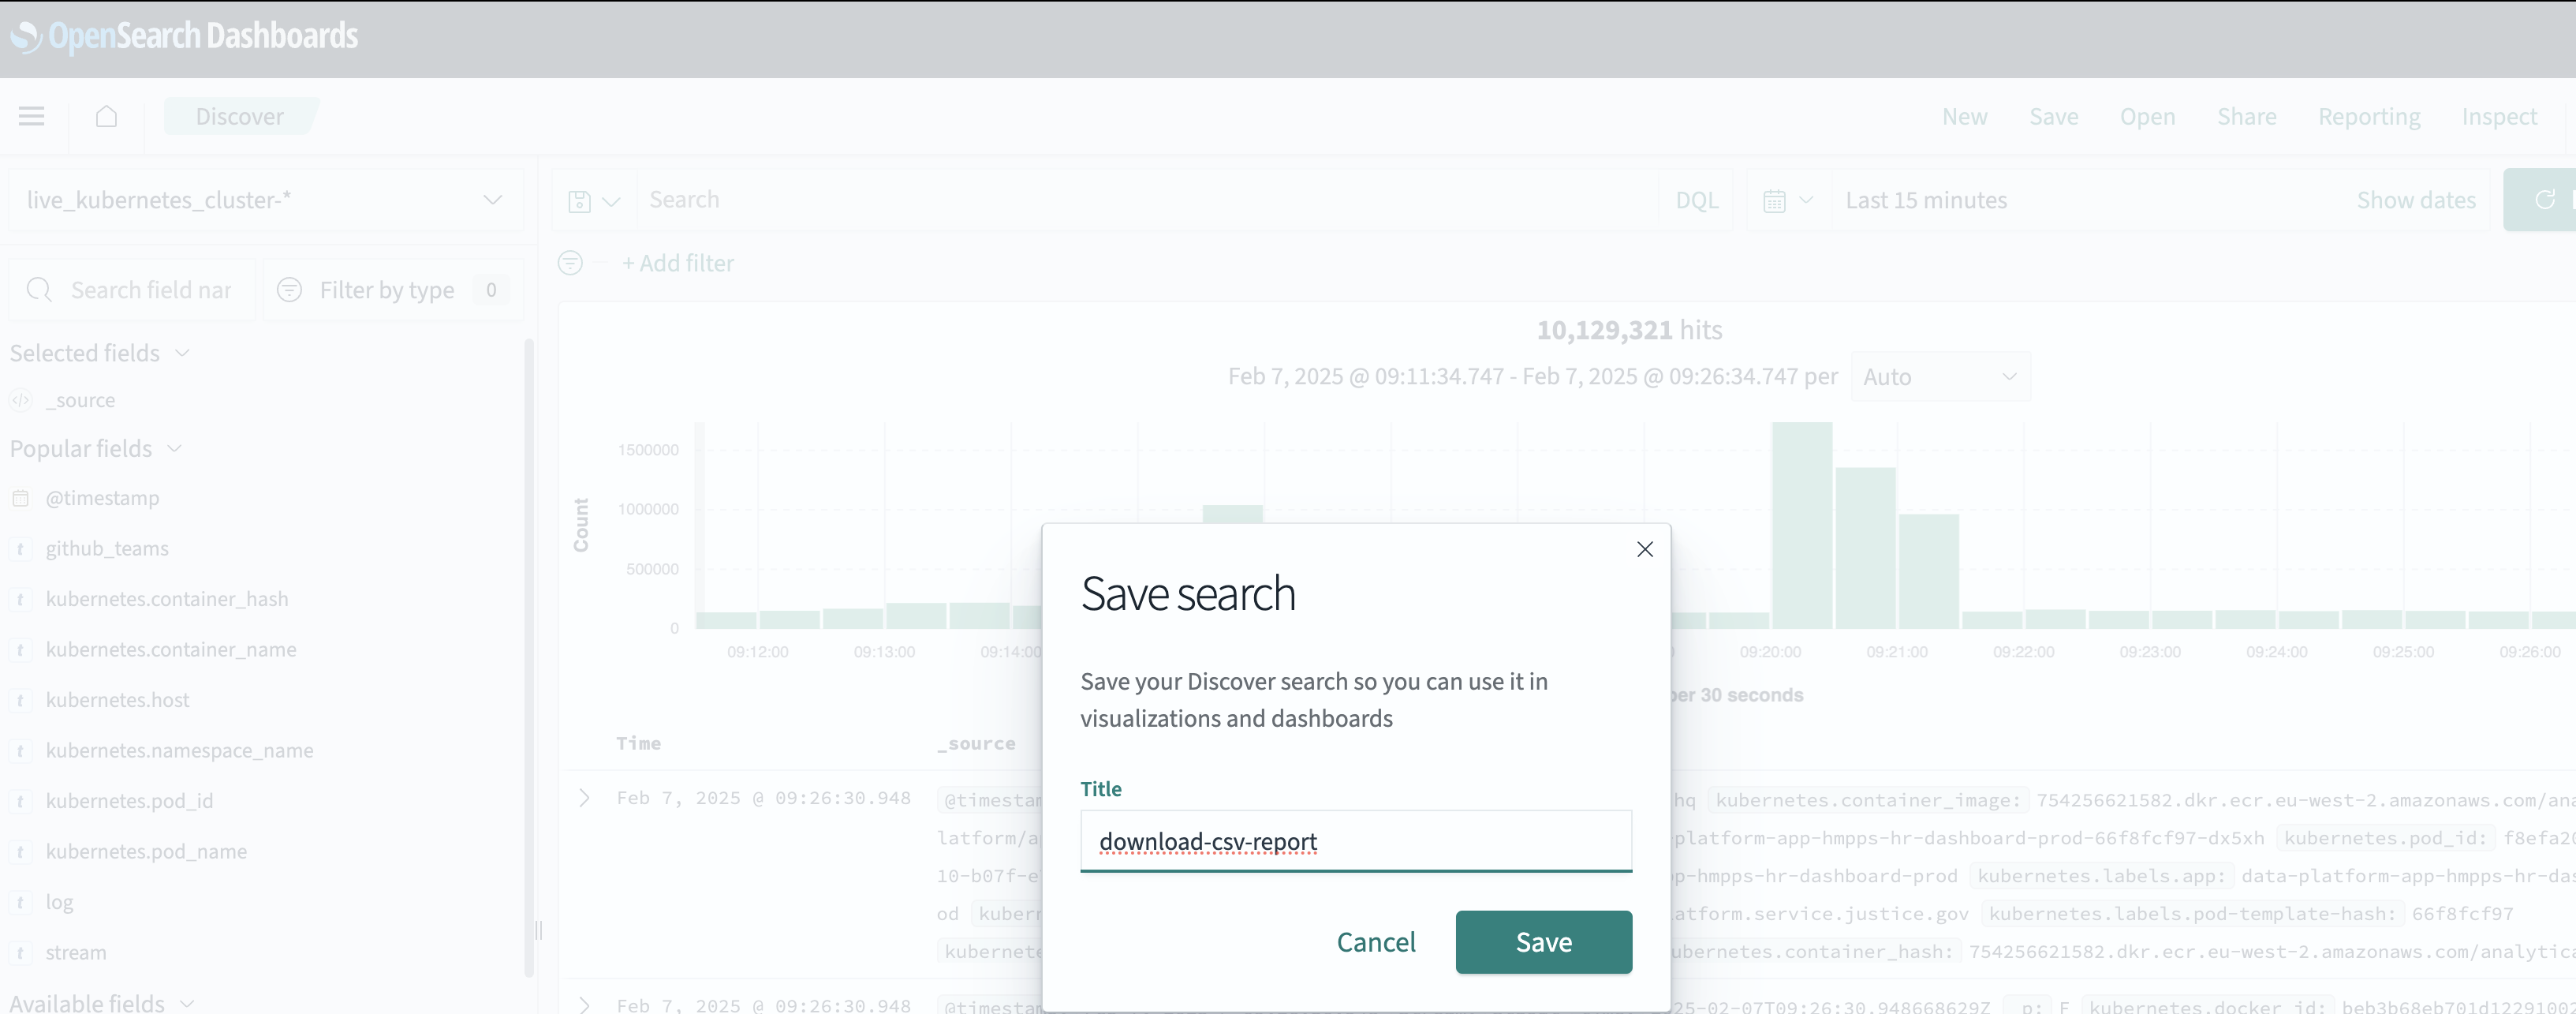 OpenSearch Dashboards
Discover
New Save Open Share Reporting Inspect
live_kubernetes_cluster-*
Search
DQL
Last 15 minutes
Show dates
+ Add filter
Search field nar
Filter by type 0
10,129,321 hits
Feb 7, 2025 @ 09:11:34.747 - Feb 7, 2025 @ 09:26:34.747 per Auto
Selected fields
_source
Popular fields
@timestamp
github_teams
kubernetes.container_hash
kubernetes.container_name
kubernetes.host
kubernetes.namespace_name
kubernetes.pod_id
kubernetes.pod_name
log
stream
Available fields
Count
1500000
1000000
500000
0
09:12:00 09:13:00 09:14:00 09:20:00 09:21:00 09:22:00 09:23:00 09:24:00 09:25:00 09:26:00
per 30 seconds
Time _source
Feb 7, 2025 @ 09:26:30.948 @timestam hq kubernetes.container_image: 754256621582.dkr.ecr.eu-west-2.amazonaws.com/ana
latform/a platform-app-hmpps-hr-dashboard-prod-66f8fcf97-dx5xh kubernetes.pod_id: f8efa20
10-b07f-e p-hmpps-hr-dashboard-prod kubernetes.labels.app: data-platform-app-hmpps-hr-das
od kubern atform.service.justice.gov kubernetes.labels.pod-template-hash: 66f8fcf97
kubernete ubernetes.container_hash: 754256621582.dkr.ecr.eu-west-2.amazonaws.com/analytica
Feb 7, 2025 @ 09:26:30.948 @timestam 25-02-07T09:26:30.948668629Z _p: F kubernetes.docker_id: beb3b68eb701d12291002
Save search
Save your Discover search so you can use it in
visualizations and dashboards
Title
download-csv-report
Cancel
Save